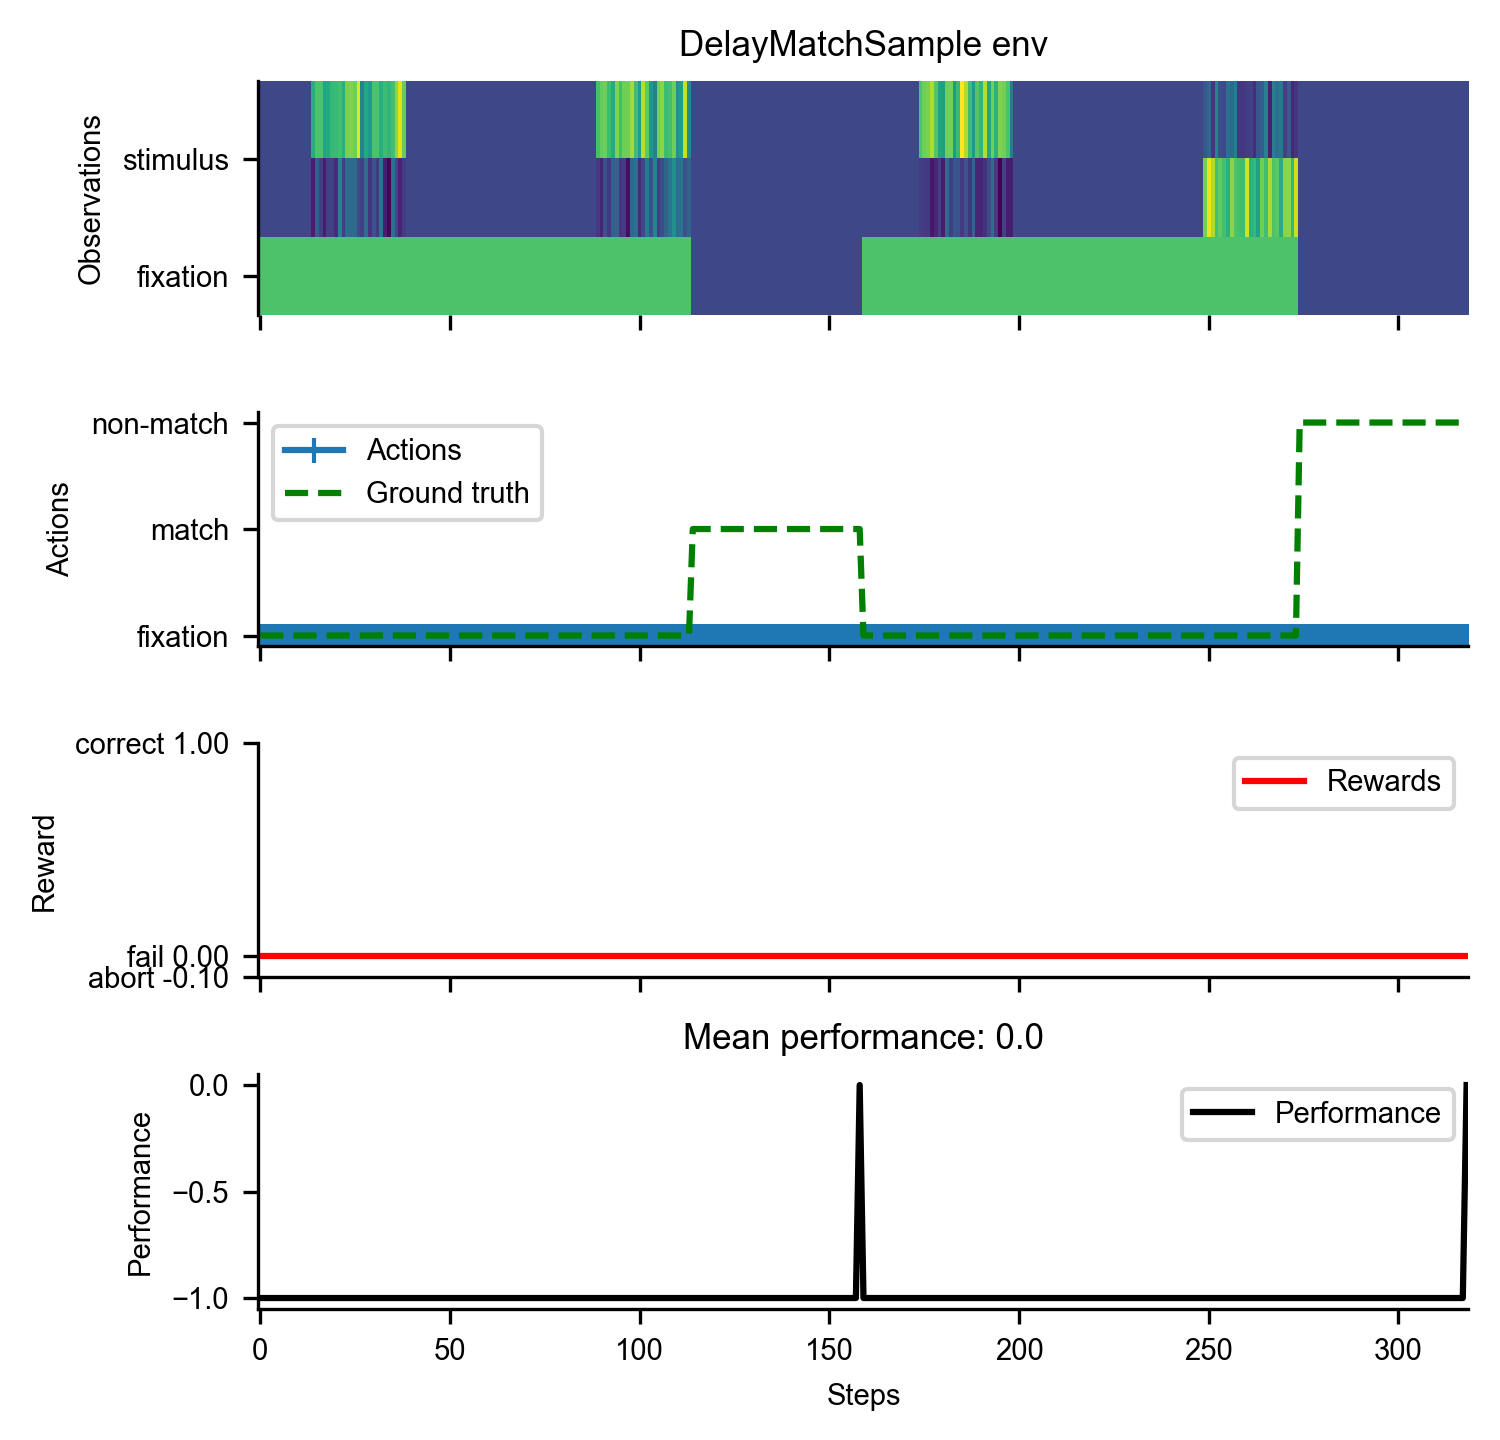 DelayMatchSample env
Observations
stimulus
fixation
Actions
non-match
match
fixation
Actions
Ground truth
Reward
correct 1.00
fail 0.00
abort -0.10
Rewards
Mean performance: 0.0
Performance
0.0
−0.5
−1.0
Performance
0 50 100 150 200 250 300
Steps